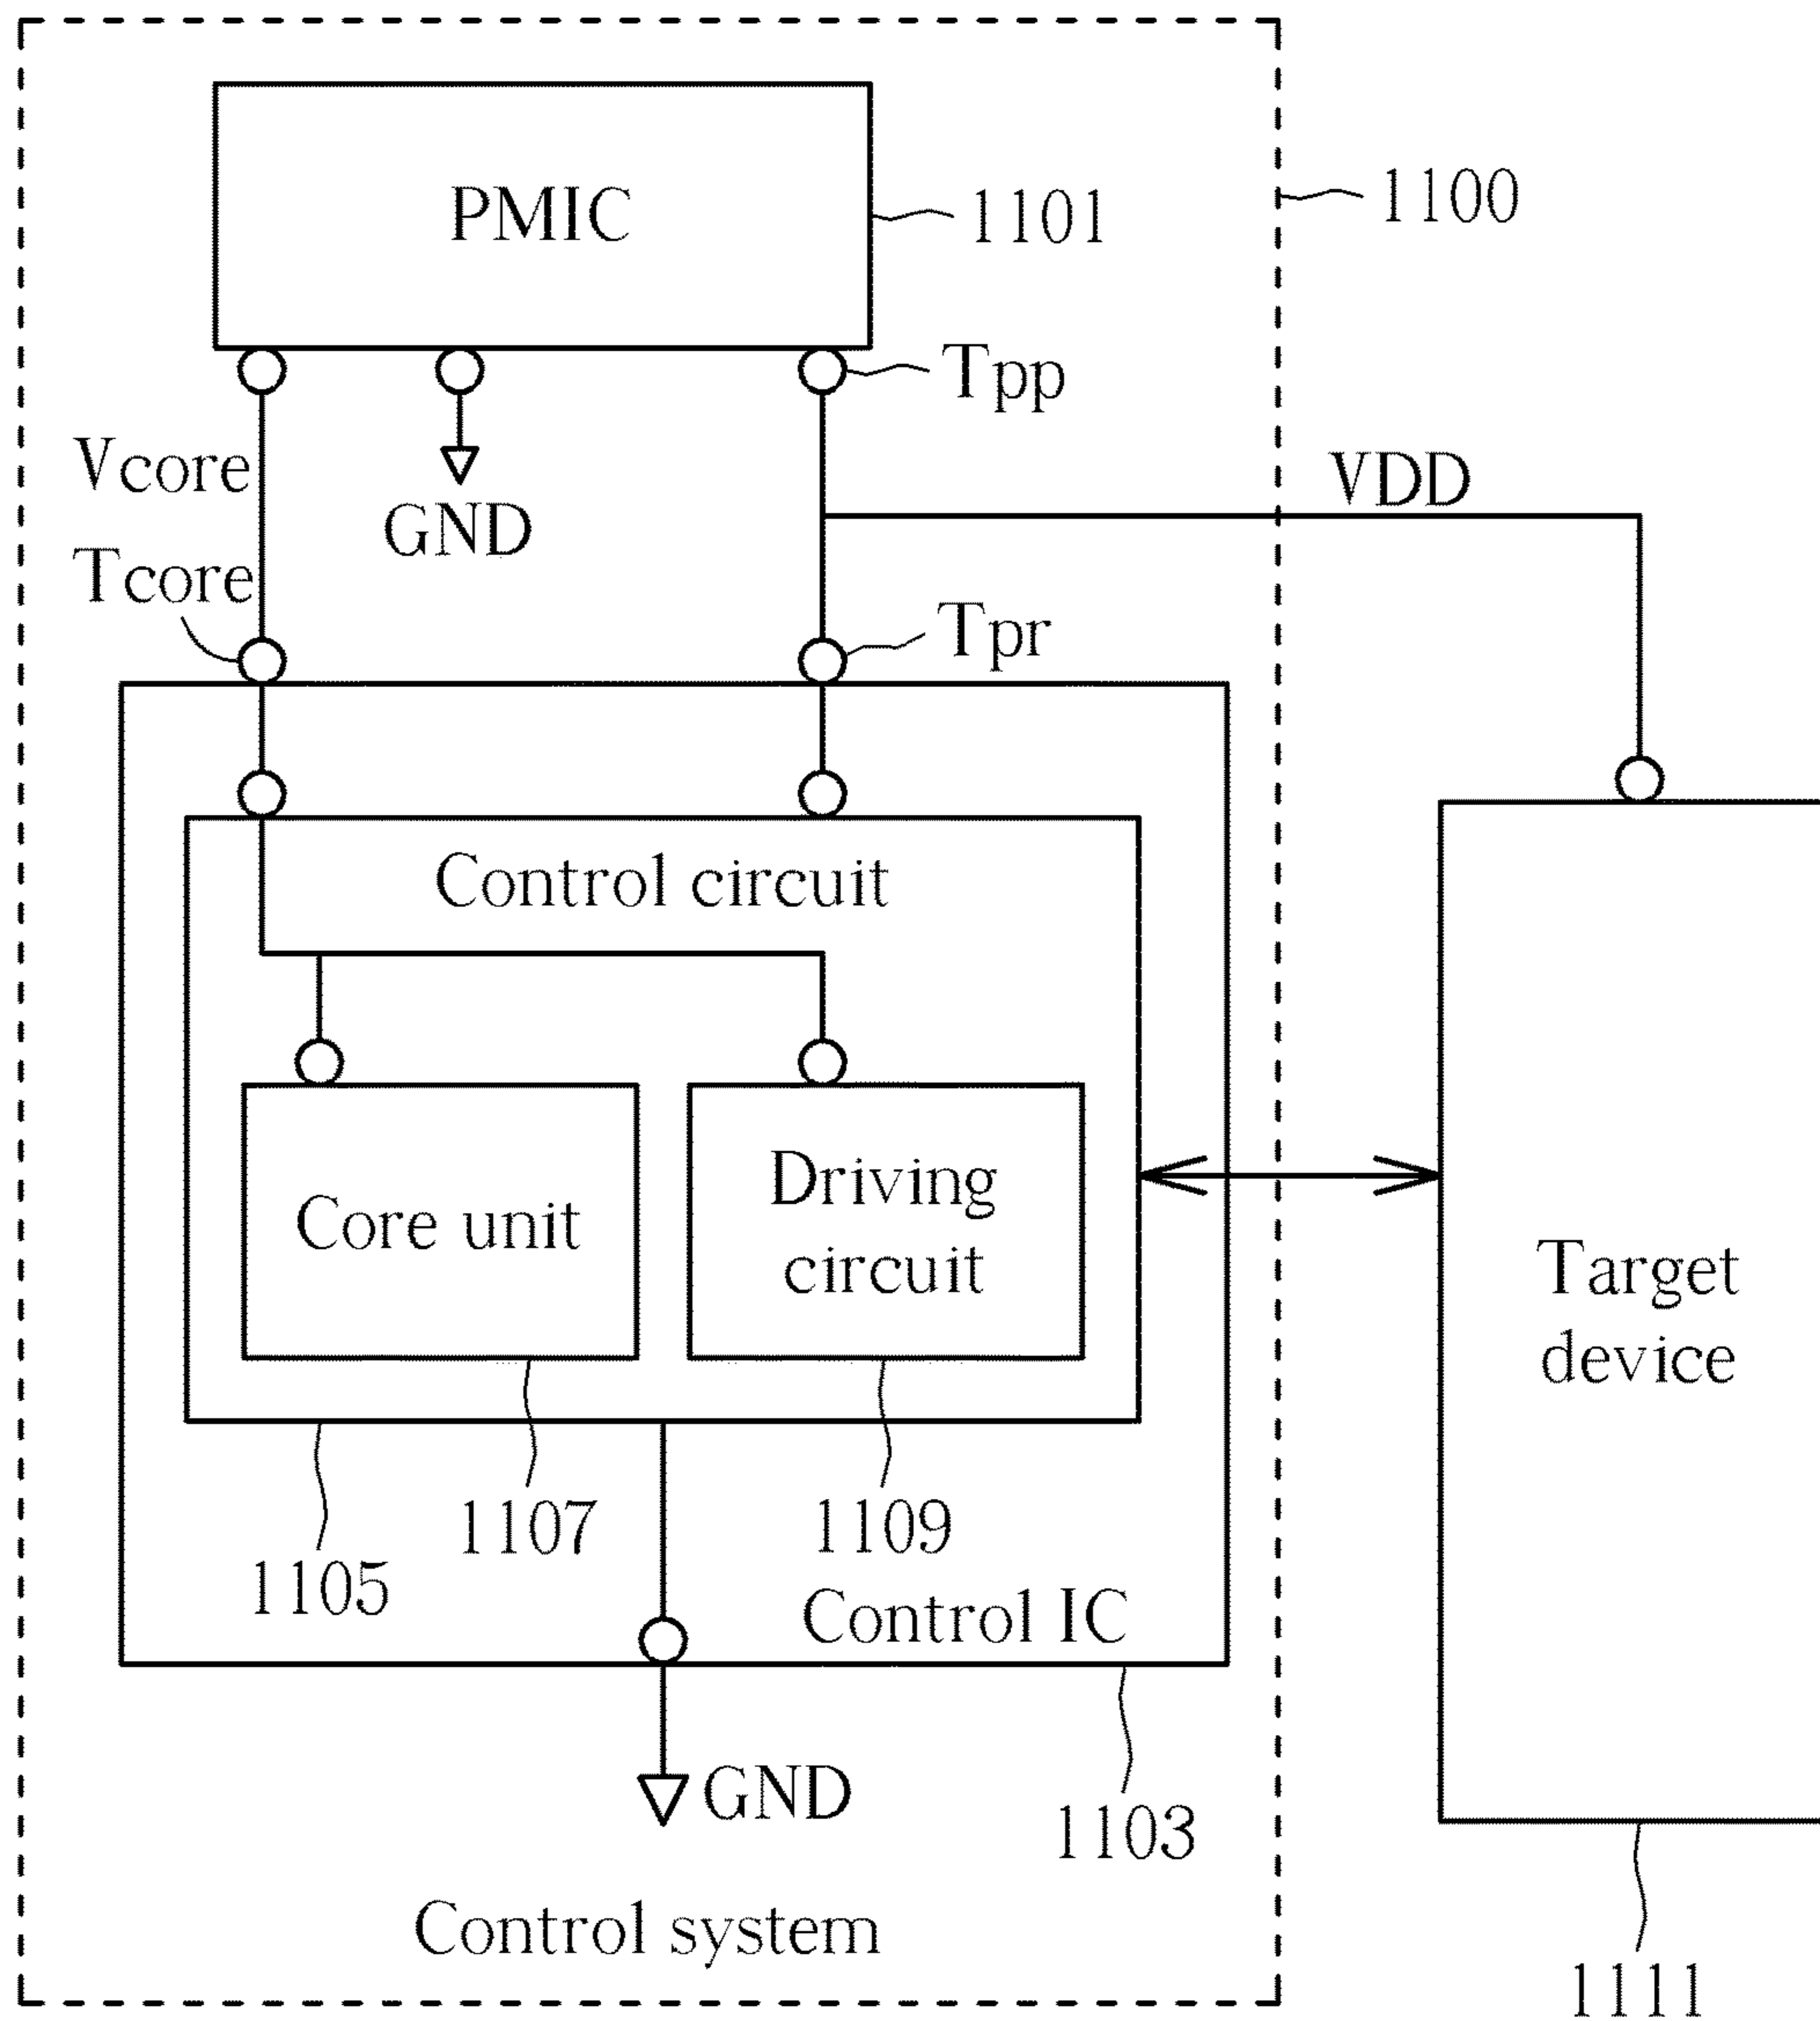 PMIC
1101
1100
Tpp
Vcore
GND
VDD
Tcore
Tpr
Control circuit
Core unit
Driving
circuit
Target
device
1107
1109
1105
Control IC
GND
1103
Control system
1111